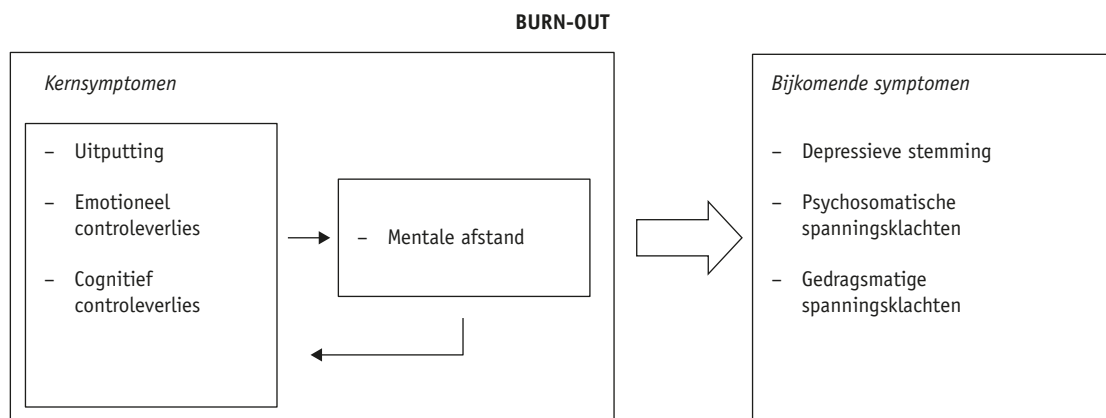 BURN-OUT
Kernsymptomen
– Uitputting
– Emotioneel
controleverlies
– Cognitief
controleverlies
– Mentale afstand
Bijkomende symptomen
– Depressieve stemming
– Psychosomatische
spanningsklachten
– Gedragsmatige
spanningsklachten